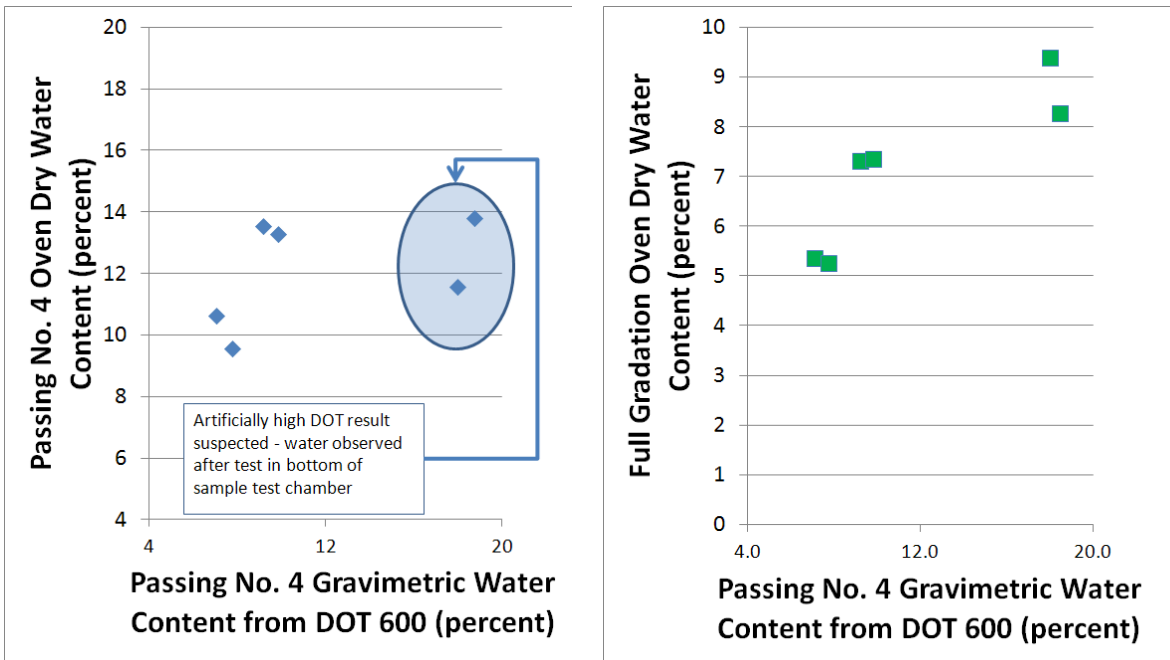 Passing No. 4 Oven Dry Water
Content (percent)
20
18
16
14
12
10
8
6
4
Artificially high DOT result
suspected - water observed
after test in bottom of
sample test chamber
4
12
20
Passing No. 4 Gravimetric Water
Content from DOT 600 (percent)
Full Gradation Oven Dry Water
Content (percent)
10
9
8
7
6
5
4
3
2
1
0
4.0
12.0
20.0
Passing No. 4 Gravimetric Water
Content from DOT 600 (percent)